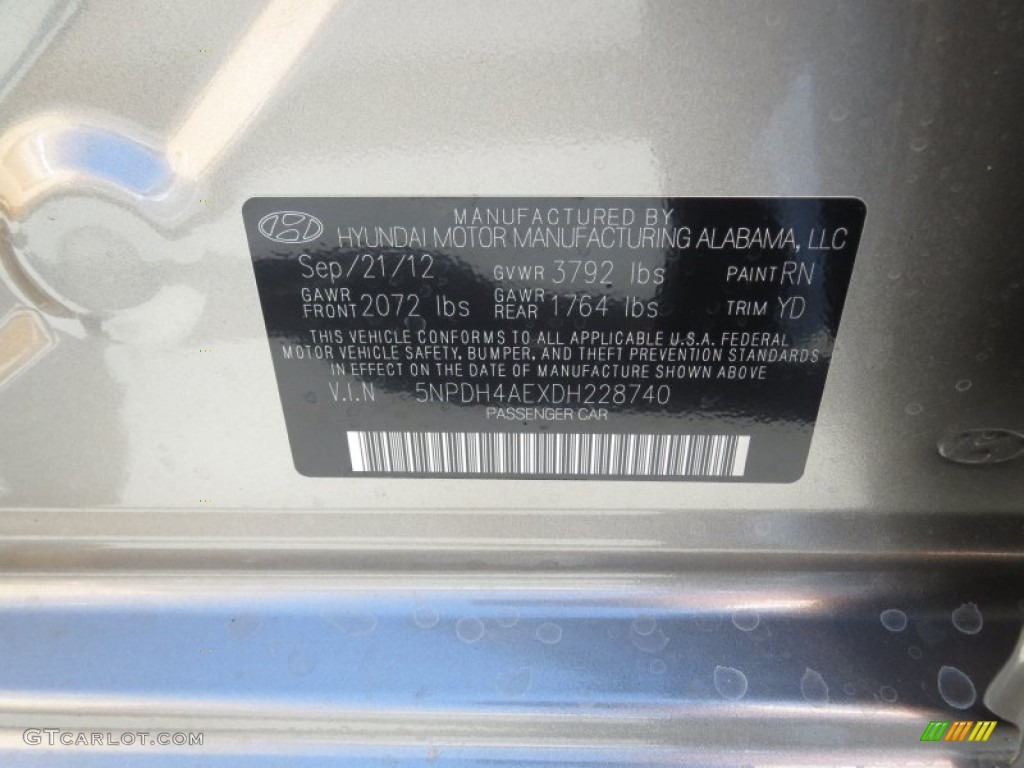 MANUFACTURED BY
HYUNDAI MOTOR MANUFACTURING ALABAMA, LLC
Sep/21/12 GVWR 3792 lbs PAINT RN
GAWR FRONT 2072 lbs GAWR REAR 1764 lbs TRIM YD
THIS VEHICLE CONFORMS TO ALL APPLICABLE U.S.A. FEDERAL
MOTOR VEHICLE SAFETY, BUMPER, AND THEFT PREVENTION STANDARDS
IN EFFECT ON THE DATE OF MANUFACTURE SHOWN ABOVE
V.I.N 5NPDH4AEXDH228740
PASSENGER CAR
GTCARLOT.COM